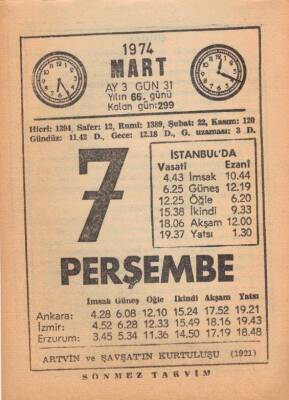 1974
MART
AY 3 GÜN 31
Yılın 66. günü
Kalan gün:299
Hicri: 1394, Safer: 12, Rumi: 1389, Şubat: 22, Kasım: 120
Gündüz: 11.42 D., Gece: 12.18 D., G. uzaması: 3 D.
7
İSTANBUL'DA
Vasati Ezani
4.43 İmsak 10.44
6.25 Güneş 12.19
12.25 Öğle 6.20
15.38 İkindi 9.33
18.06 Akşam 12.00
19.37 Yatsı 1.30
PERŞEMBE
İmsak Güneş Öğle İkindi Akşam Yatsı
Ankara: 4.28 6.08 12.10 15.24 17.52 19.21
İzmir: 4.52 6.28 12.33 15.49 18.16 19.43
Erzurum: 3.45 5.34 11.36 14.50 17.19 18.48
ARTVİN ve ŞAVŞAT'IN KURTULUŞU (1921)
SÖNMEZ TAKVİM